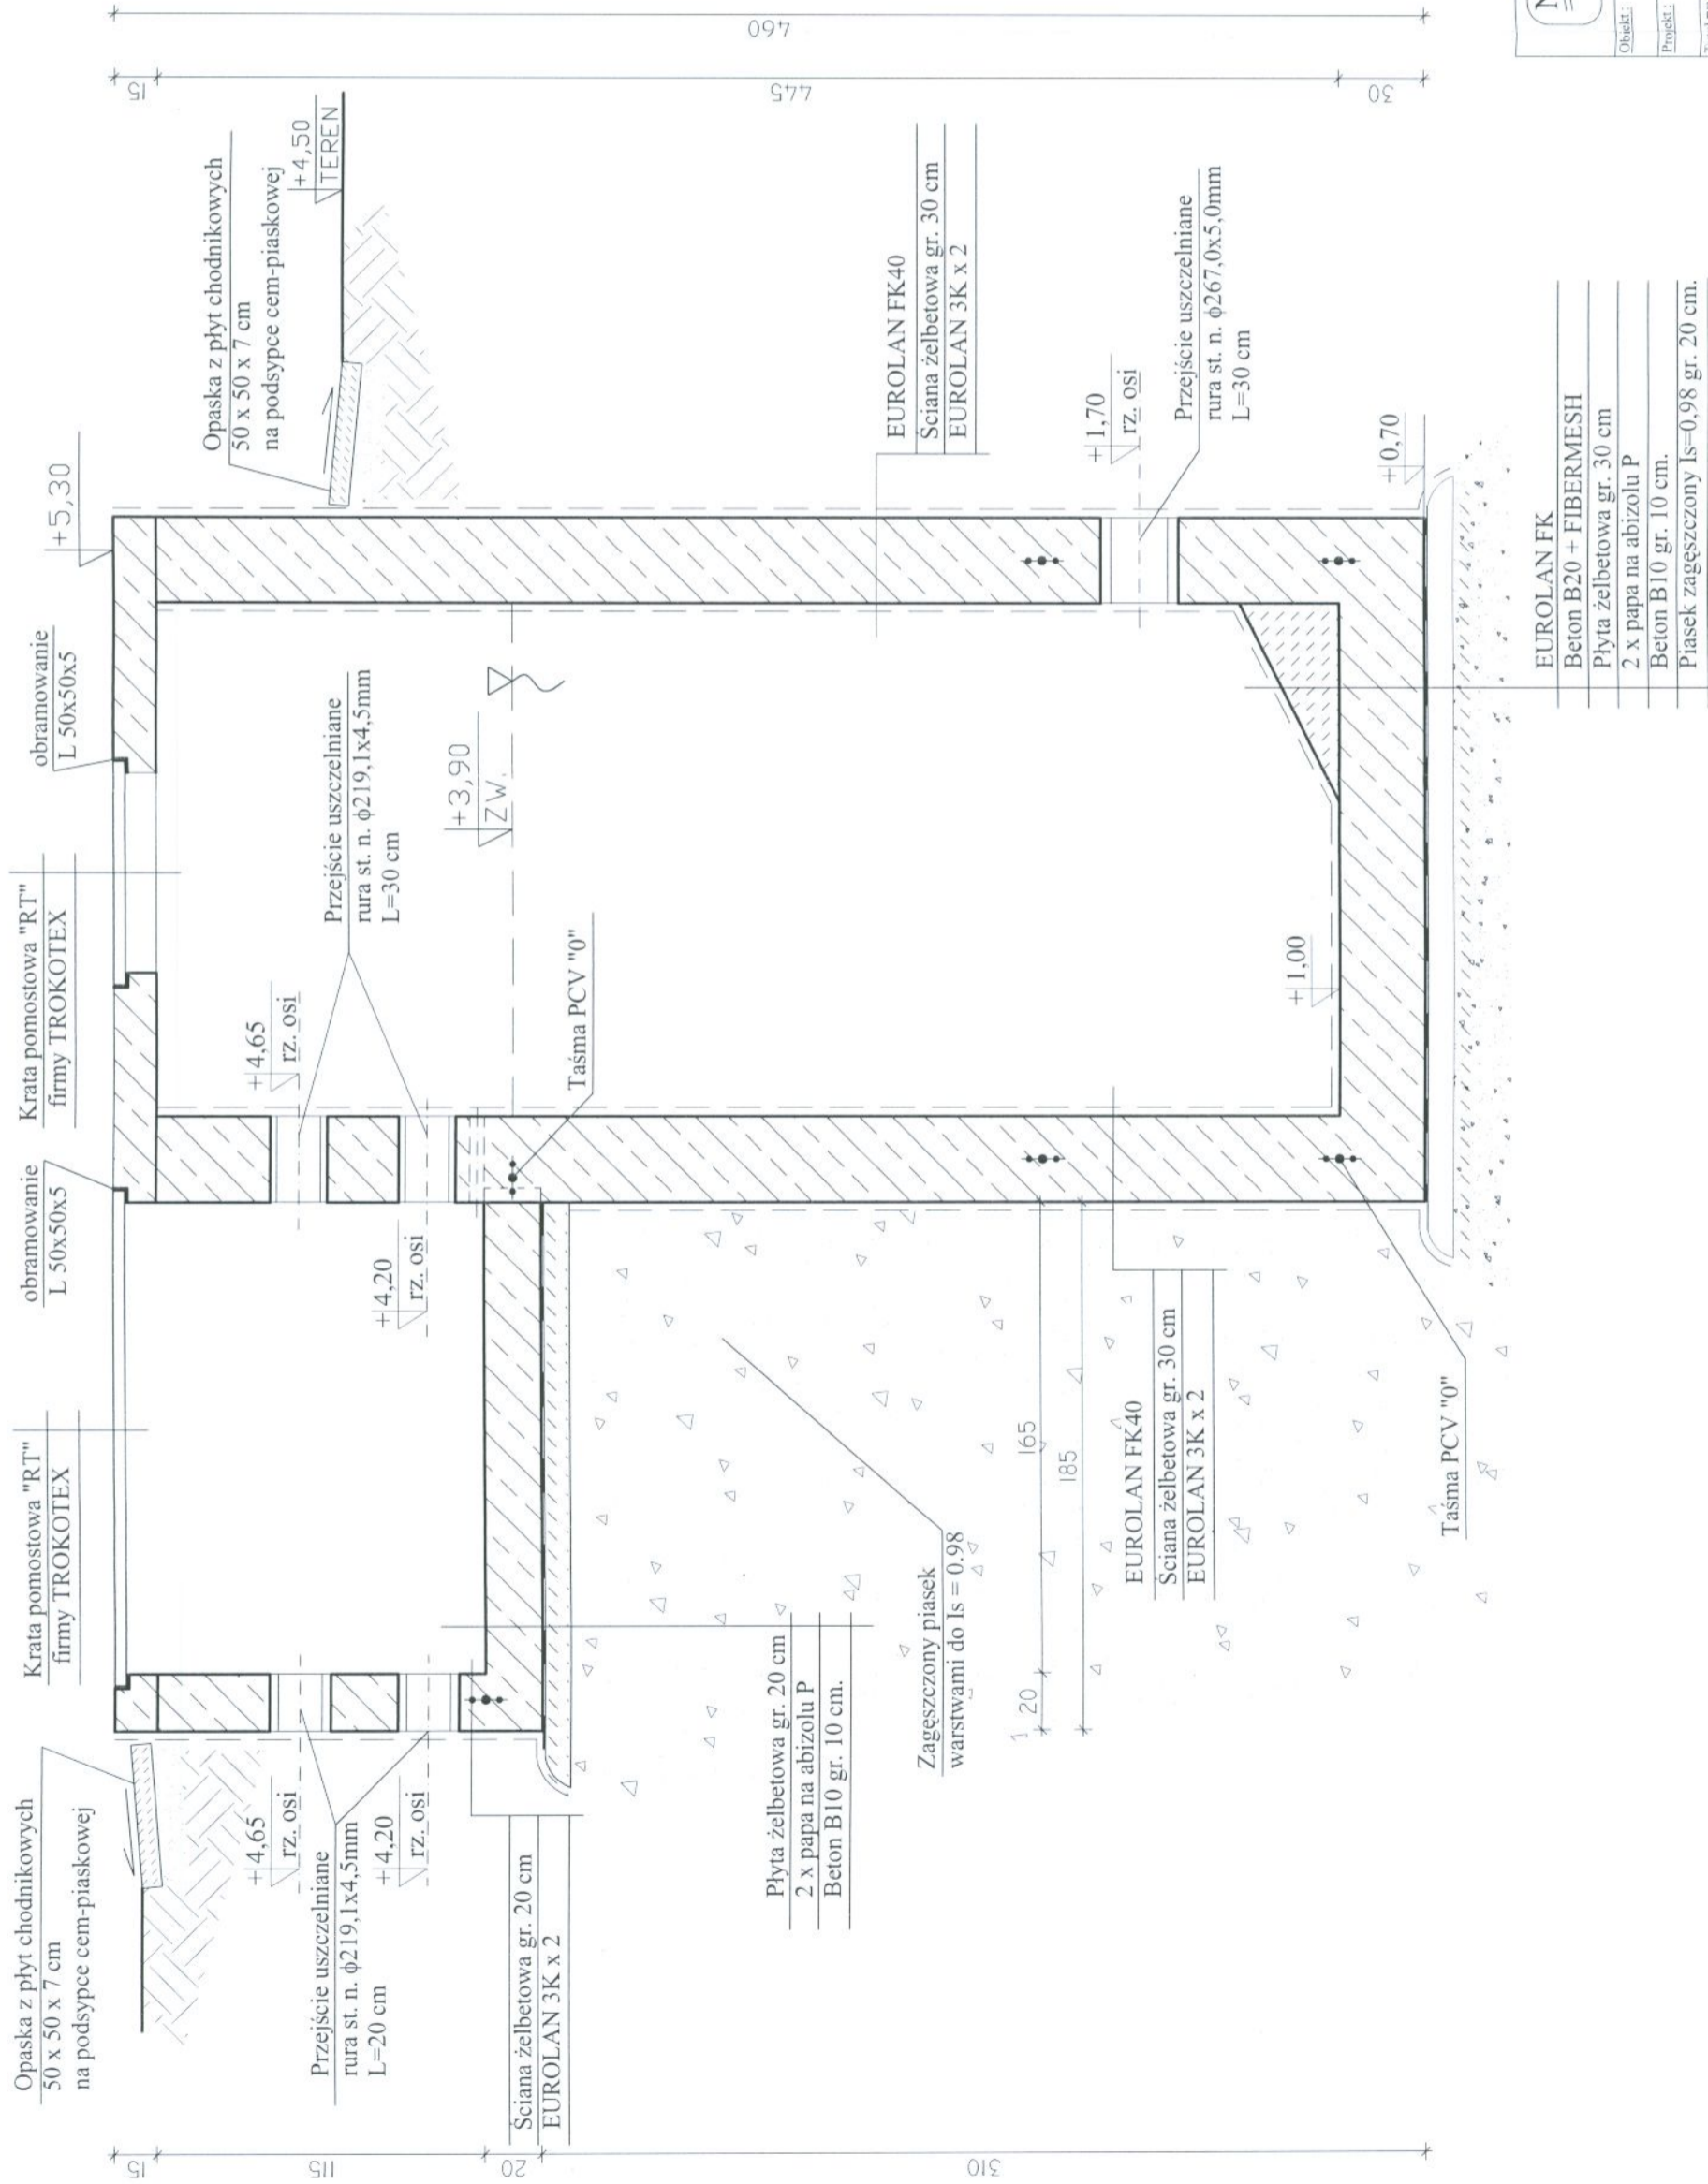 Opaska z płyt chodnikowych
50 x 50 x 7 cm
na podsypce cem-piaskowej
Krata pomostowa "RT"
firmy TROKOTEX
obramowanie
L 50x50x5
Krata pomostowa "RT"
firmy TROKOTEX
obramowanie
L 50x50x5
+5,30
Opaska z płyt chodnikowych
50 x 50 x 7 cm
na podsypce cem-piaskowej
+4,50
TEREN
15
460
+4,65
rz. osi
Przejście uszczelniane
rura st. n. ϕ219,1x4,5mm
L=20 cm
+4,20
rz. osi
+4,20
rz. osi
+4,65
rz. osi
Przejście uszczelniane
rura st. n. ϕ219,1x4,5mm
L=30 cm
+3,90
ZW.
Taśma PCV "0"
445
15
115
20
310
Ściana żelbetowa gr. 20 cm
EUROLAN 3K x 2
Płyta żelbetowa gr. 20 cm
2 x papa na abizolu P
Beton B10 gr. 10 cm.
Zagęszczony piasek
warstwami do Is = 0.98
EUROLAN FK40
Ściana żelbetowa gr. 30 cm
EUROLAN 3K x 2
+1,70
rz. osi
Przejście uszczelniane
rura st. n. ϕ267,0x5,0mm
L=30 cm
1
20
165
185
EUROLAN FK40
Ściana żelbetowa gr. 30 cm
EUROLAN 3K x 2
+1,00
+0,70
30
Taśma PCV "0"
EUROLAN FK
Beton B20 + FIBERMESH
Płyta żelbetowa gr. 30 cm
2 x papa na abizolu P
Beton B10 gr. 10 cm.
Piasek zagęszczony Is=0,98 gr. 20 cm.
Obiekt :
Projekt :